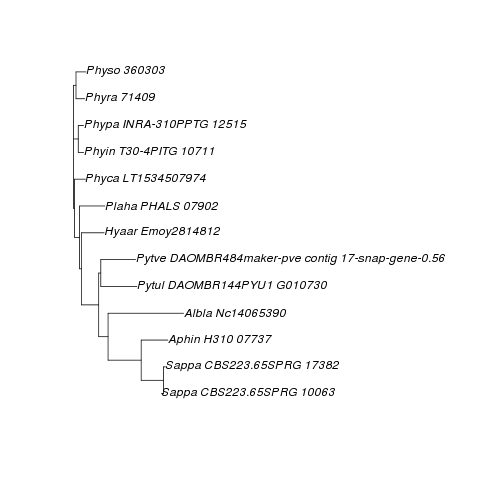 Physo 360303
Phyra 71409
Phypa INRA-310PPTG 12515
Phyin T30-4PITG 10711
Phyca LT1534507974
Plaha PHALS 07902
Hyaar Emoy2814812
Pytve DAOMBR484maker-pve contig 17-snap-gene-0.56
Pytul DAOMBR144PYU1 G010730
Albla Nc14065390
Aphin H310 07737
Sappa CBS223.65SPRG 17382
Sappa CBS223.65SPRG 10063